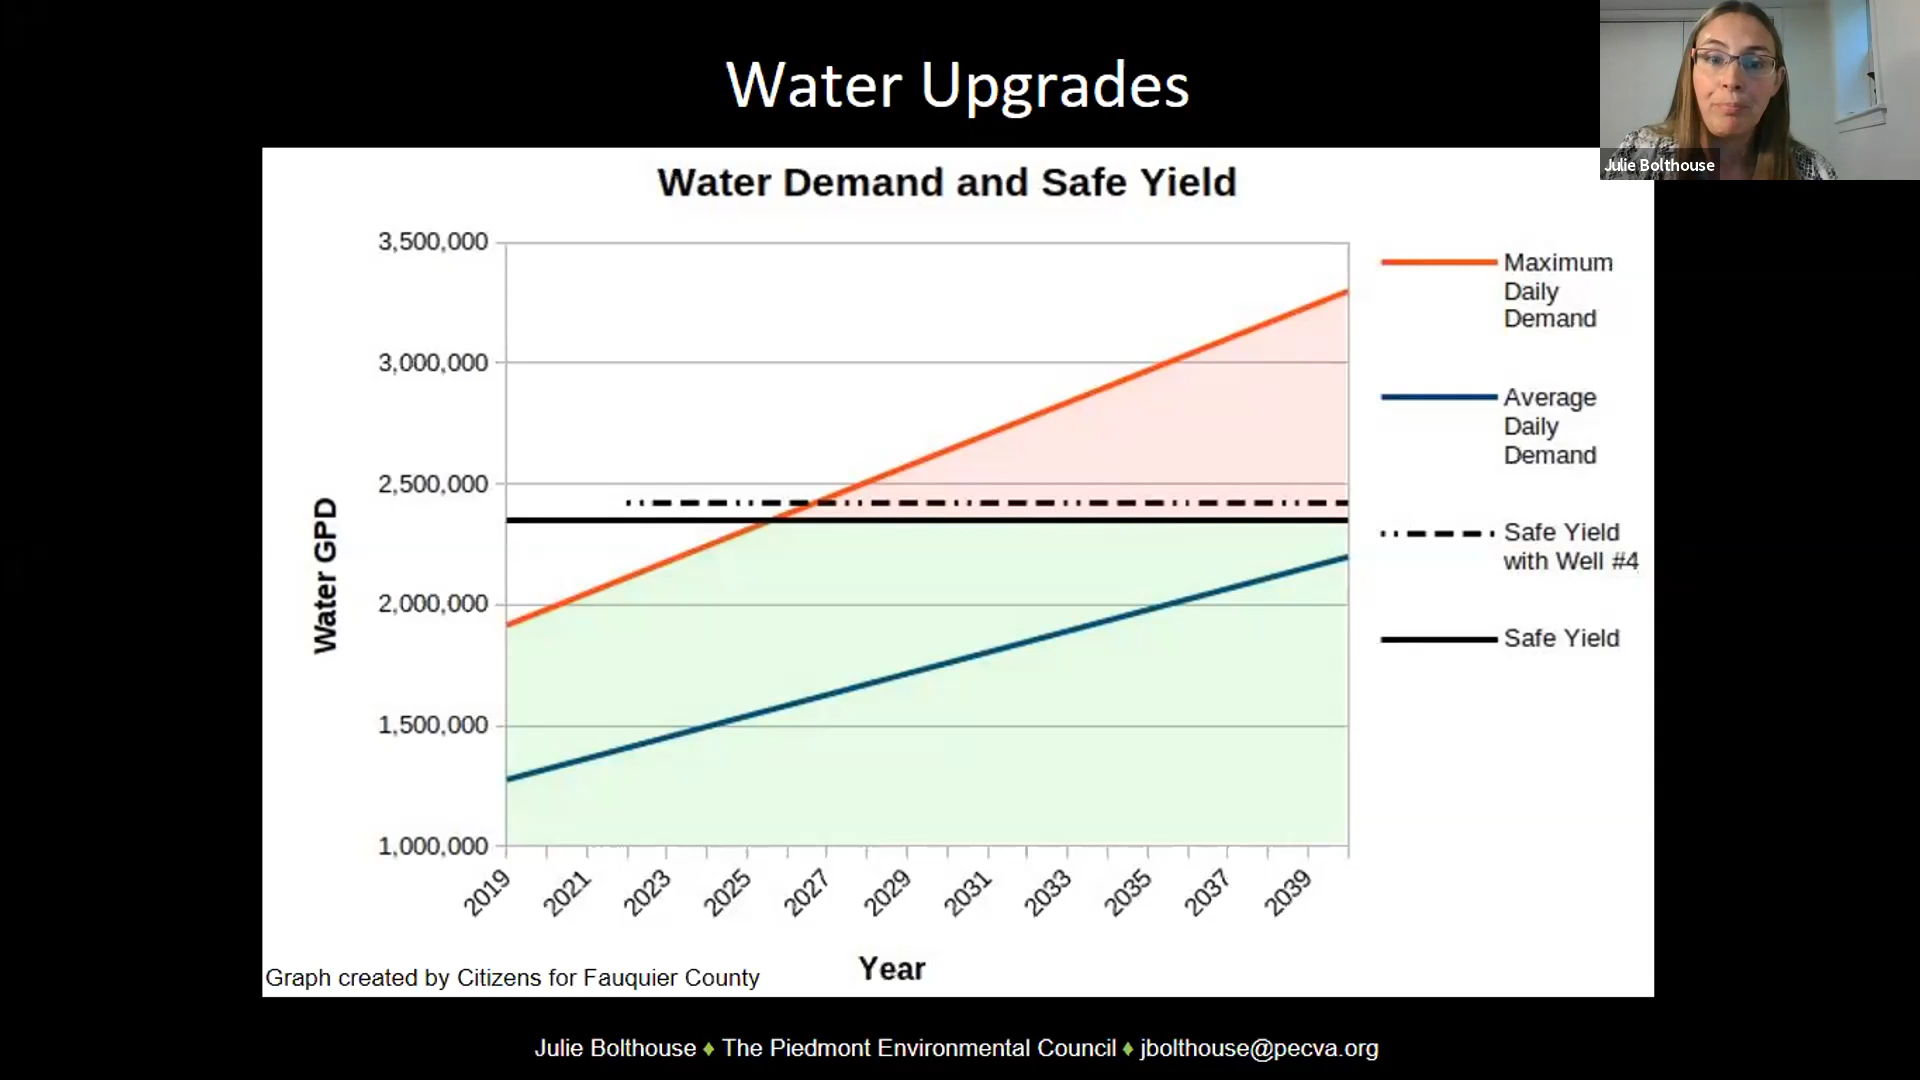 Water Upgrades
Julie Bolthouse
Water Demand and Safe Yield
3,500,000
3,000,000
2,500,000
2,000,000
1,500,000
1,000,000
Water GPD
2019
2021
2023
2025
2027
2029
2031
2033
2035
2037
2039
Year
Maximum
Daily
Demand
Average
Daily
Demand
Safe Yield
with Well #4
Safe Yield
Graph created by Citizens for Fauquier County
Julie Bolthouse ♦ The Piedmont Environmental Council ♦ jbolthouse@pecva.org